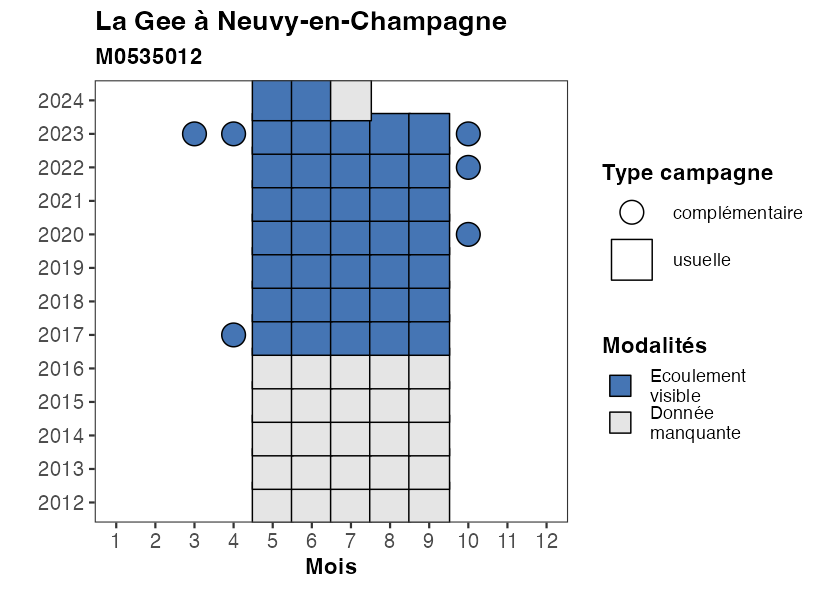 La Gee à Neuvy-en-Champagne
M0535012
2024
2023
2022
2021
2020
2019
2018
2017
2016
2015
2014
2013
2012
1 2 3 4 5 6 7 8 9 10 11 12
Mois
Type campagne
complémentaire
usuelle
Modalités
Ecoulement
visible
Donnée
manquante